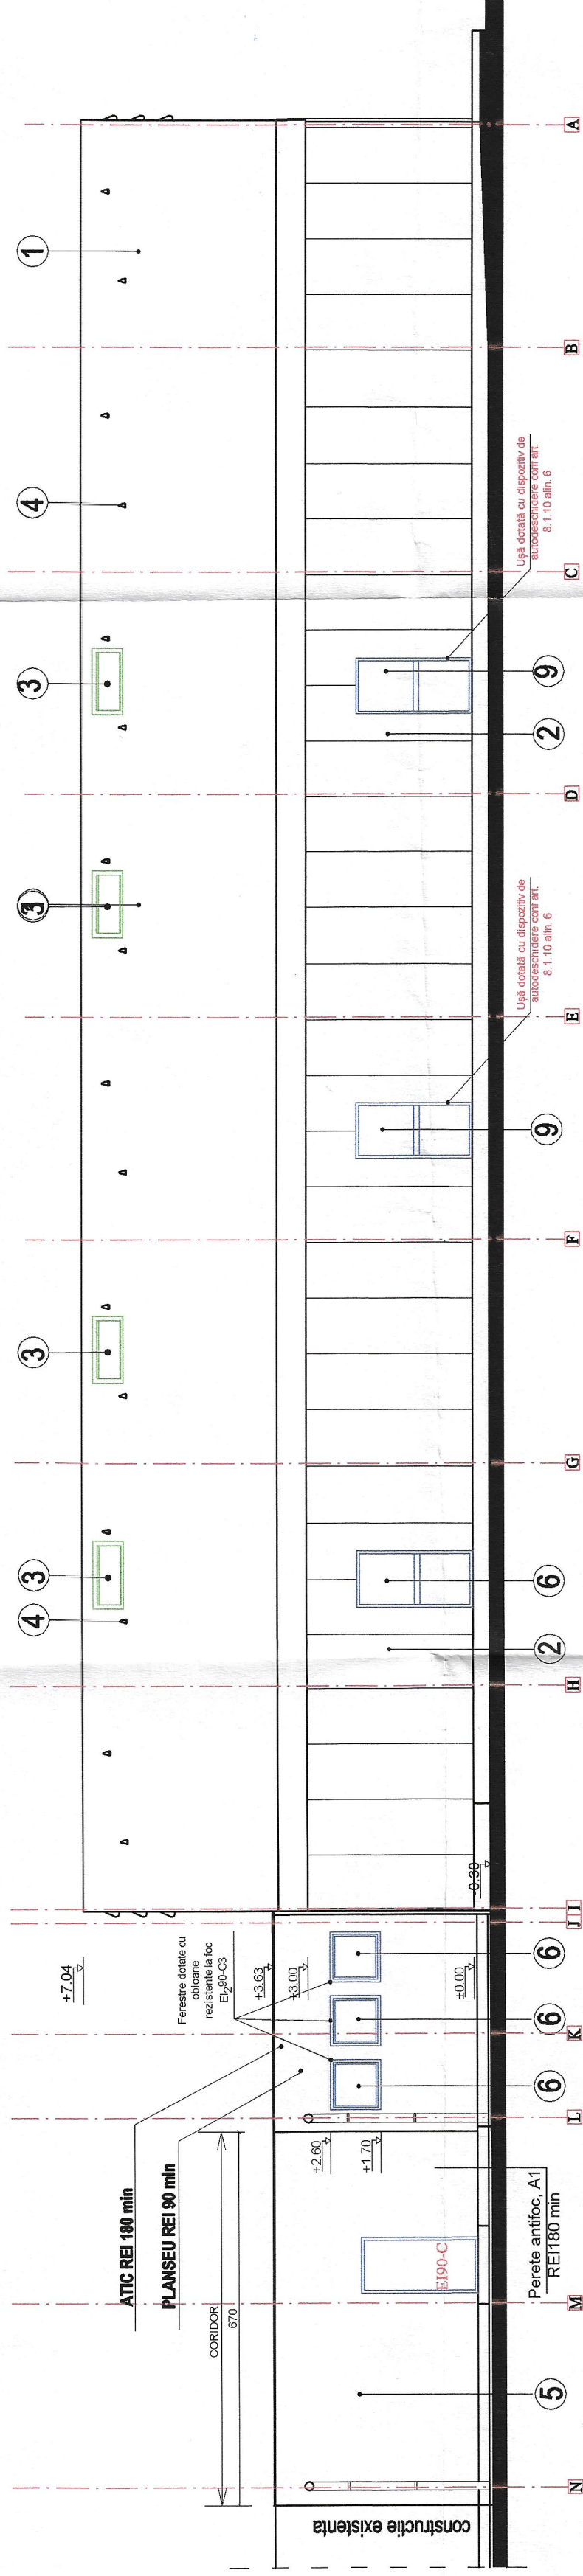 1
4
3
3
1
3
3
4
+7.04
ATIC REI 180 min
PLANSEU REI 90 min
Ferestre dotate cu
obloane
rezistente la foc
EI₂90-C3
CORIDOR
670
+3.63
+3.00
+2.60
+1.70
±0.00
-0.30
EI90-C
Perete antifoc, A1
REI180 min
constructie existenta
Ușă dotată cu dispozitiv de
autodeschidere conf art.
8.1.10 alin. 6
Ușă dotată cu dispozitiv de
autodeschidere conf art.
8.1.10 alin. 6
5
6
6
6
2
6
9
2
9
N
M
L
K
J
I
H
G
F
E
D
C
B
A